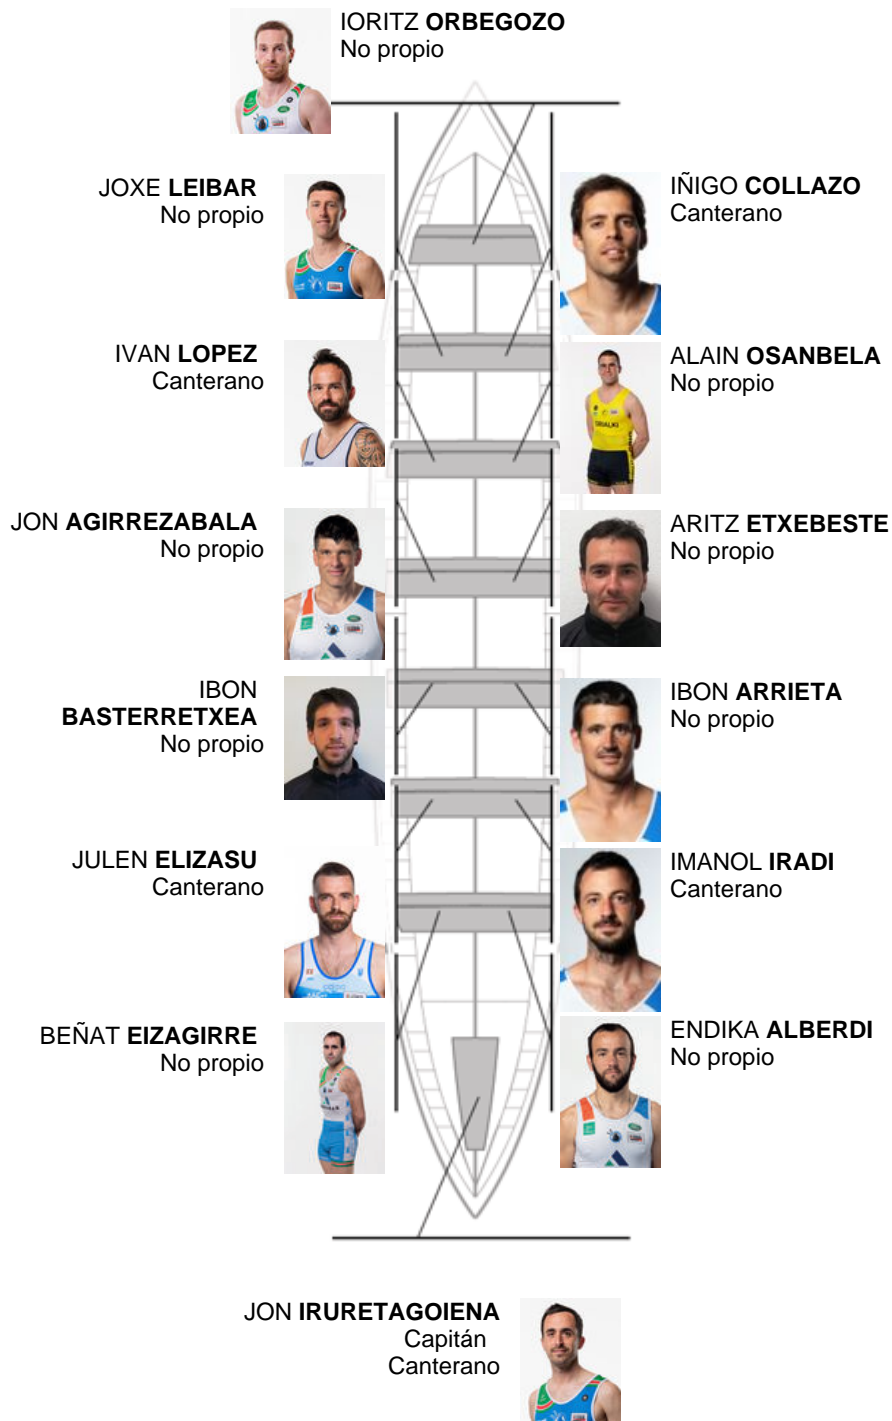 IORITZ ORBEGOZO
No propio
JOXE LEIBAR
No propio
IÑIGO COLLAZO
Canterano
IVAN LOPEZ
Canterano
ALAIN OSANBELA
No propio
JON AGIRREZABALA
No propio
ARITZ ETXEBESTE
No propio
IBON
BASTERRETXEA
No propio
IBON ARRIETA
No propio
JULEN ELIZASU
Canterano
IMANOL IRADI
Canterano
BEÑAT EIZAGIRRE
No propio
ENDIKA ALBERDI
No propio
JON IRURETAGOIENA
Capitán
Canterano